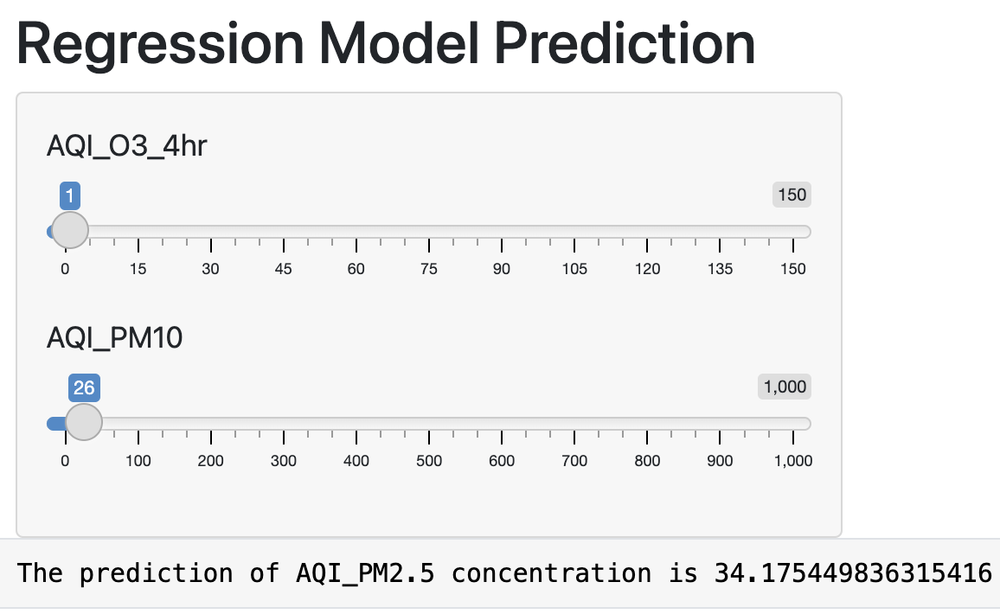 Regression Model Prediction
AQI_O3_4hr
1 150
0 15 30 45 60 75 90 105 120 135 150
AQI_PM10
26 1,000
0 100 200 300 400 500 600 700 800 900 1,000
The prediction of AQI_PM2.5 concentration is 34.175449836315416